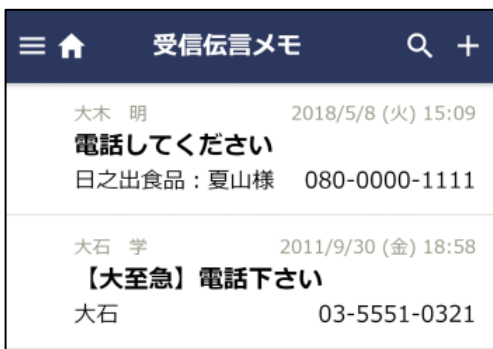 受信伝言メモ
大木　明 2018/5/8 (火) 15:09
電話してください
日之出食品：夏山様 080-0000-1111
大石　学 2011/9/30 (金) 18:58
【大至急】電話下さい
大石 03-5551-0321